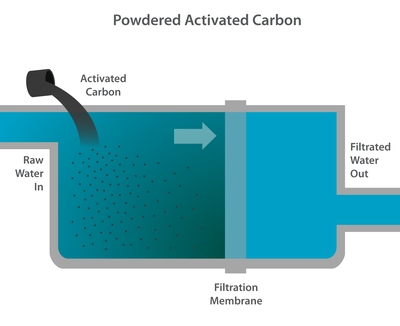 Powdered Activated Carbon
Activated
Carbon
Raw
Water
In
Filtrated
Water
Out
Filtration
Membrane